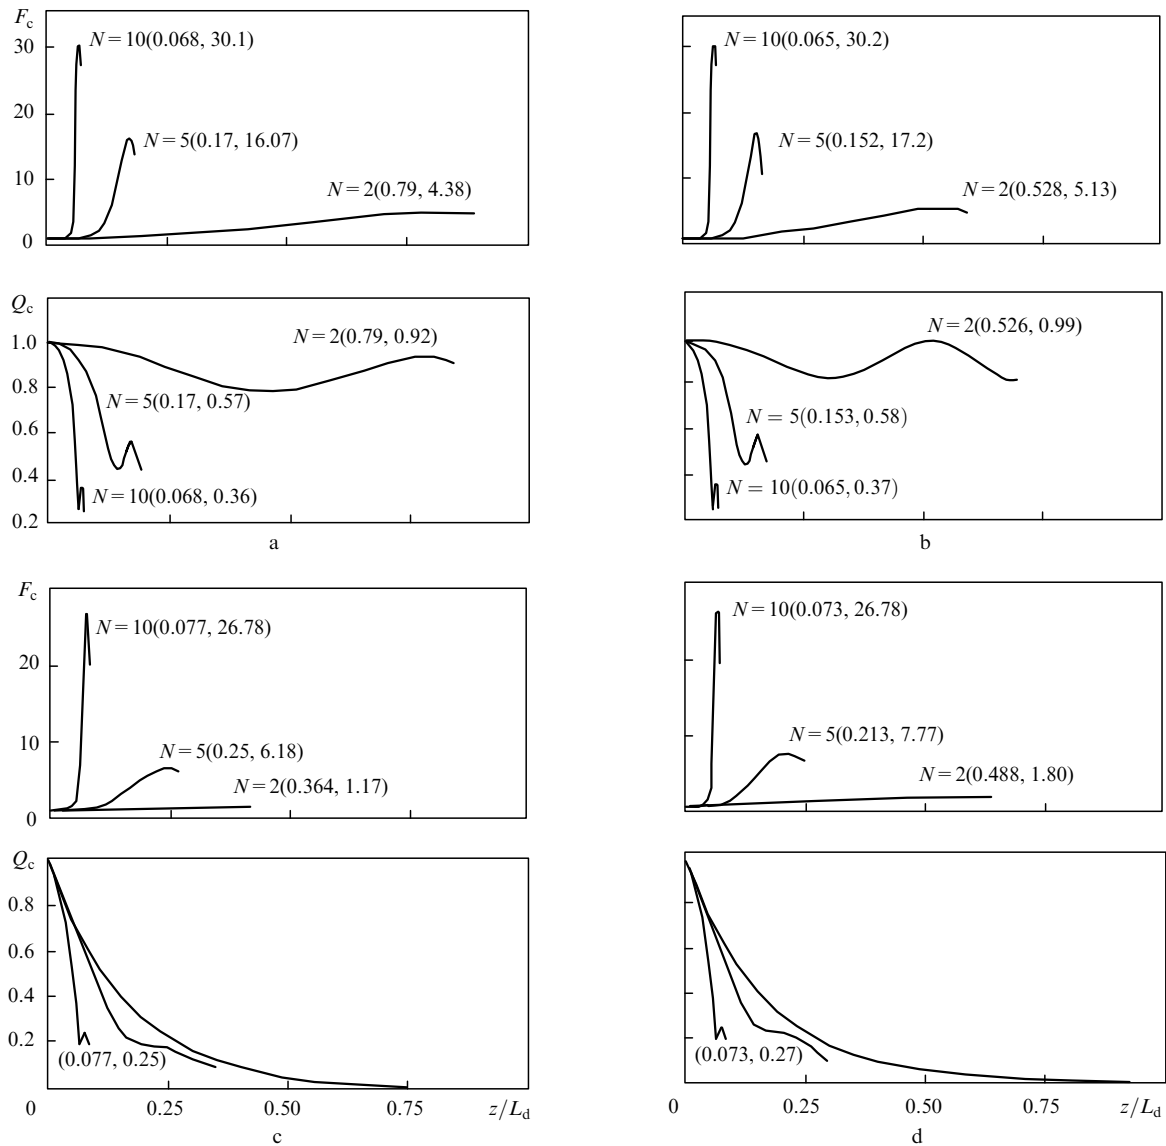 F_c
30
20
10
0
N = 10(0.068, 30.1)
N = 5(0.17, 16.07)
N = 2(0.79, 4.38)
N = 10(0.065, 30.2)
N = 5(0.152, 17.2)
N = 2(0.528, 5.13)
Q_c
1.0
0.8
0.6
0.4
0.2
N = 2(0.79, 0.92)
N = 5(0.17, 0.57)
N = 10(0.068, 0.36)
a
N = 2(0.526, 0.99)
N = 5(0.153, 0.58)
N = 10(0.065, 0.37)
b
F_c
20
10
0
N = 10(0.077, 26.78)
N = 5(0.25, 6.18)
N = 2(0.364, 1.17)
N = 10(0.073, 26.78)
N = 5(0.213, 7.77)
N = 2(0.488, 1.80)
Q_c
0.8
0.6
0.4
0.2
(0.077, 0.25)
0 0.25 0.50 0.75 z/L_d
c
(0.073, 0.27)
0 0.25 0.50 0.75 z/L_d
d